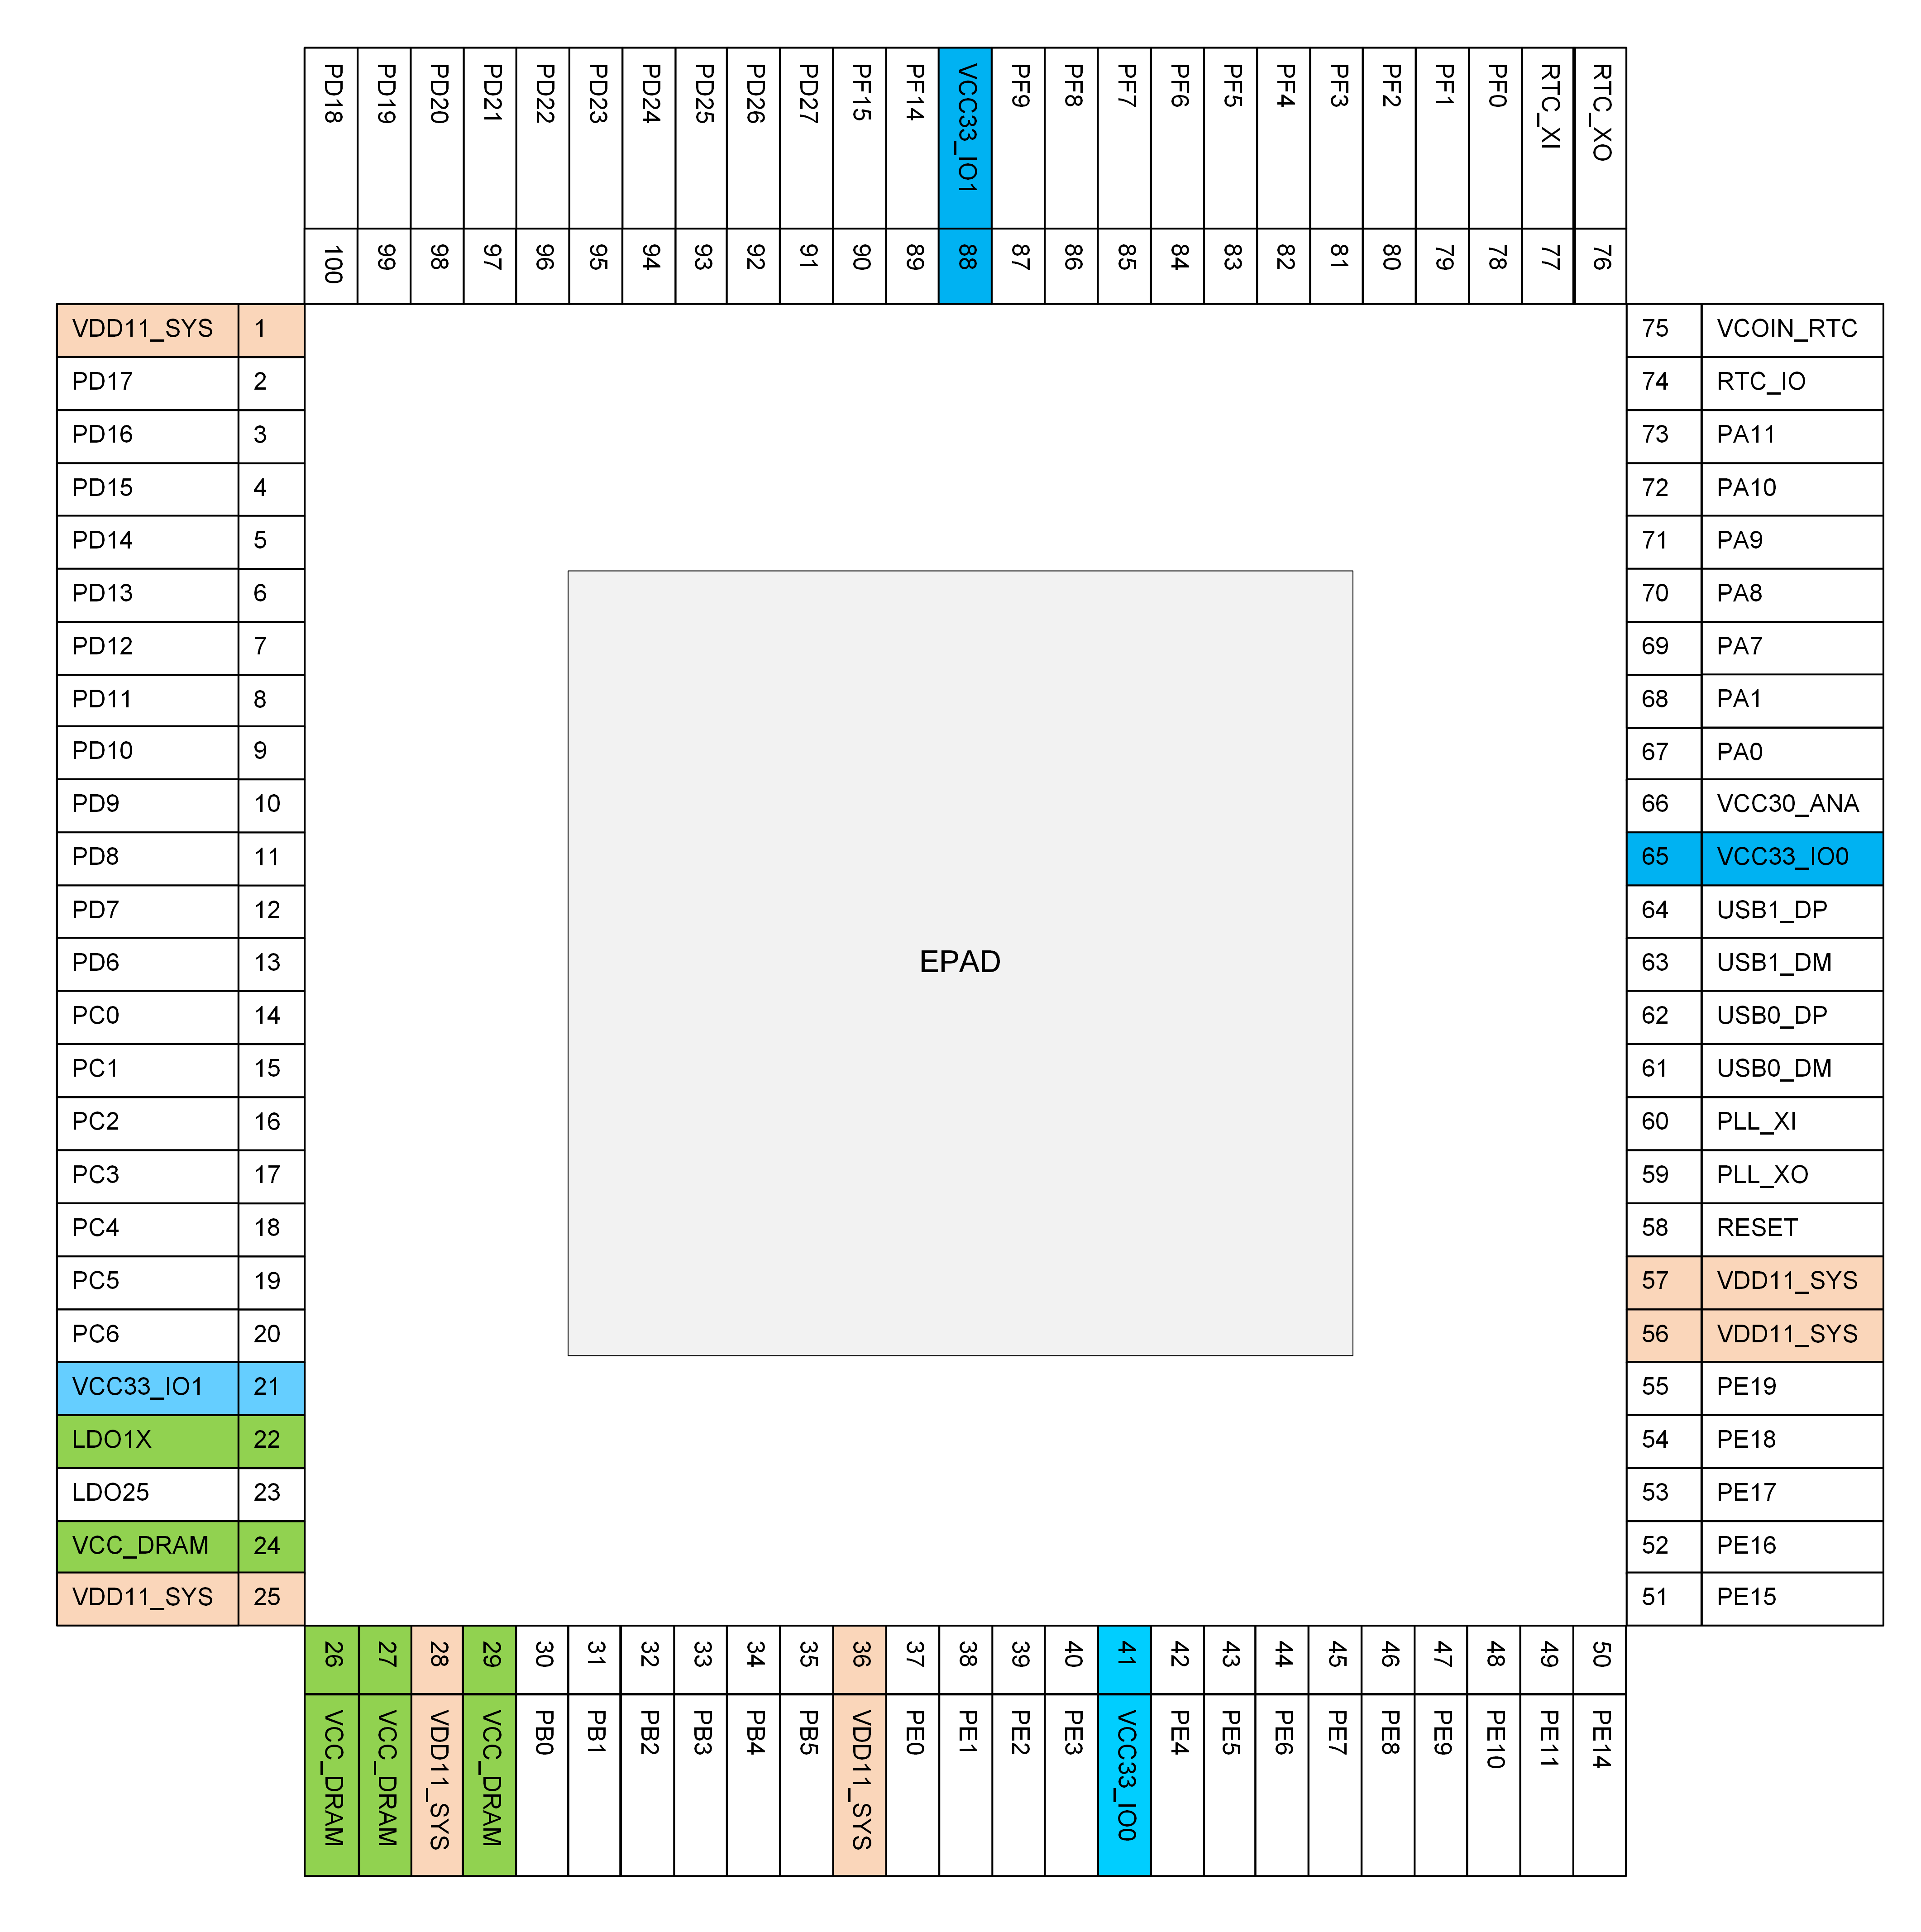 PD18 PD19 PD20 PD21 PD22 PD23 PD24 PD25 PD26 PD27 PF15 PF14 VCC33_IO1 PF9 PF8 PF7 PF6 PF5 PF4 PF3 PF2 PF1 PF0 RTC_XI RTC_XO
100 99 98 97 96 95 94 93 92 91 90 89 88 87 86 85 84 83 82 81 80 79 78 77 76
VDD11_SYS 1 75 VCOIN_RTC
PD17 2 74 RTC_IO
PD16 3 73 PA11
PD15 4 72 PA10
PD14 5 71 PA9
PD13 6 70 PA8
PD12 7 69 PA7
PD11 8 68 PA1
PD10 9 67 PA0
PD9 10 66 VCC30_ANA
PD8 11 65 VCC33_IO0
PD7 12 64 USB1_DP
PD6 13 EPAD 63 USB1_DM
PC0 14 62 USB0_DP
PC1 15 61 USB0_DM
PC2 16 60 PLL_XI
PC3 17 59 PLL_XO
PC4 18 58 RESET
PC5 19 57 VDD11_SYS
PC6 20 56 VDD11_SYS
VCC33_IO1 21 55 PE19
LDO1X 22 54 PE18
LDO25 23 53 PE17
VCC_DRAM 24 52 PE16
VDD11_SYS 25 51 PE15
26 27 28 29 30 31 32 33 34 35 36 37 38 39 40 41 42 43 44 45 46 47 48 49 50
VCC_DRAM VCC_DRAM VDD11_SYS VCC_DRAM PB0 PB1 PB2 PB3 PB4 PB5 VDD11_SYS PE0 PE1 PE2 PE3 VCC33_IO0 PE4 PE5 PE6 PE7 PE8 PE9 PE10 PE11 PE14